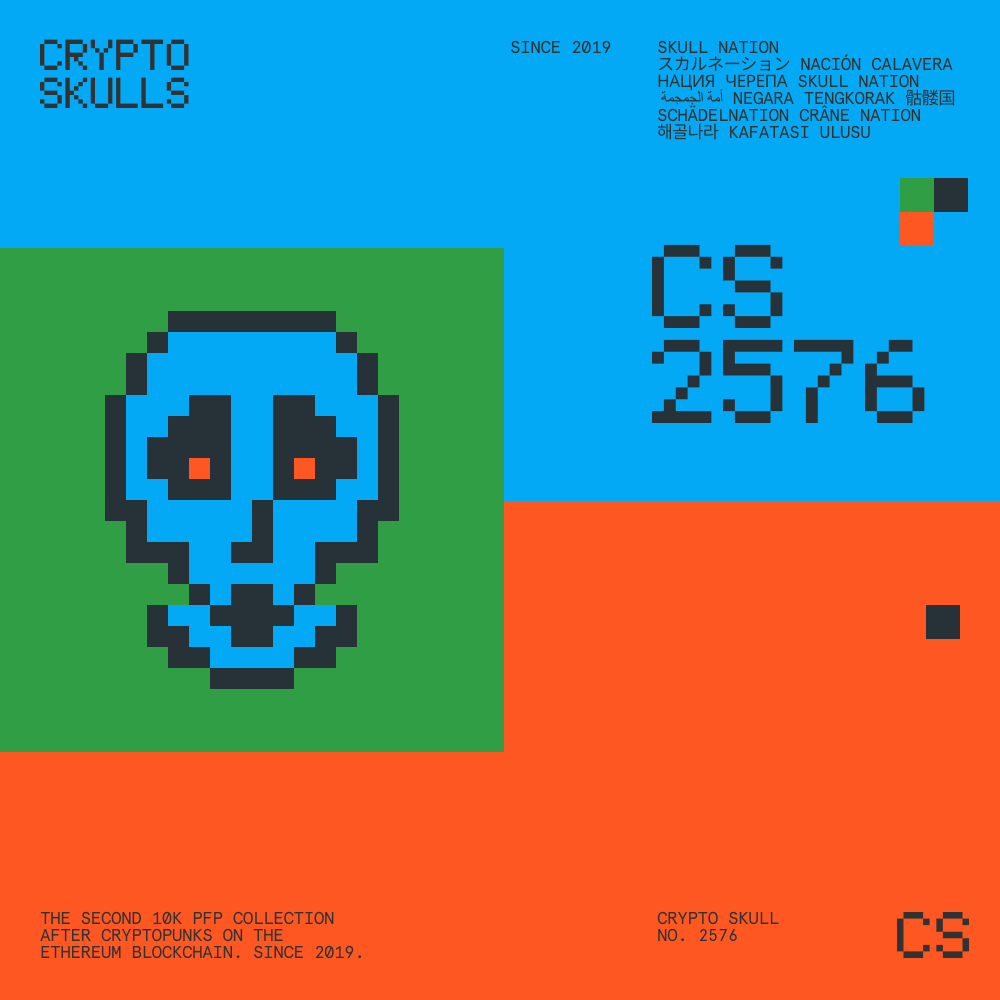 CRYPTO
SKULLS
SINCE 2019
SKULL NATION
スカルネーション NACIÓN CALAVERA
НАЦИЯ ЧЕРЕПА SKULL NATION
أمة الجمجمة NEGARA TENGKORAK 骷髅国
SCHÄDELNATION CRÂNE NATION
해골나라 KAFATASI ULUSU
CS
2576
THE SECOND 10K PFP COLLECTION
AFTER CRYPTOPUNKS ON THE
ETHEREUM BLOCKCHAIN. SINCE 2019.
CRYPTO SKULL
NO. 2576
CS